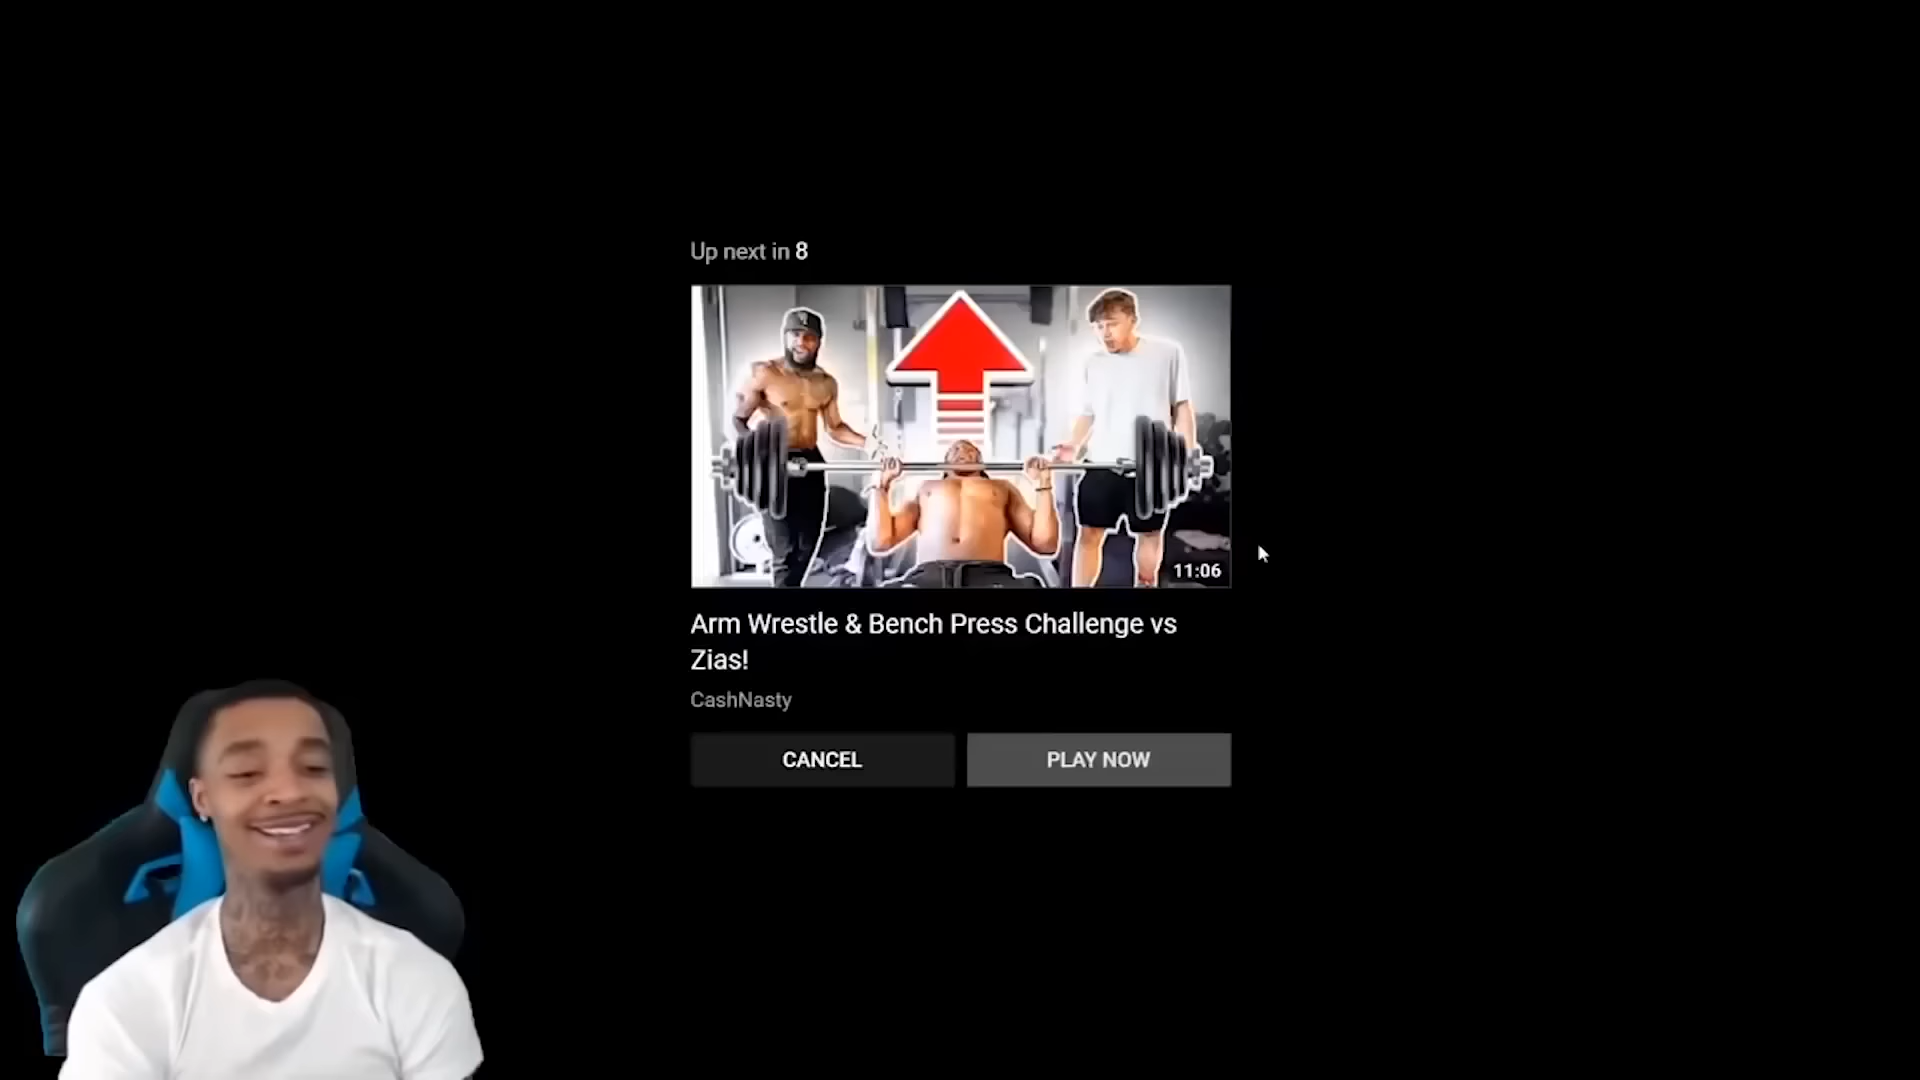 Up next in 8
11:06
Arm Wrestle & Bench Press Challenge vs
Zias!
CashNasty
CANCEL
PLAY NOW